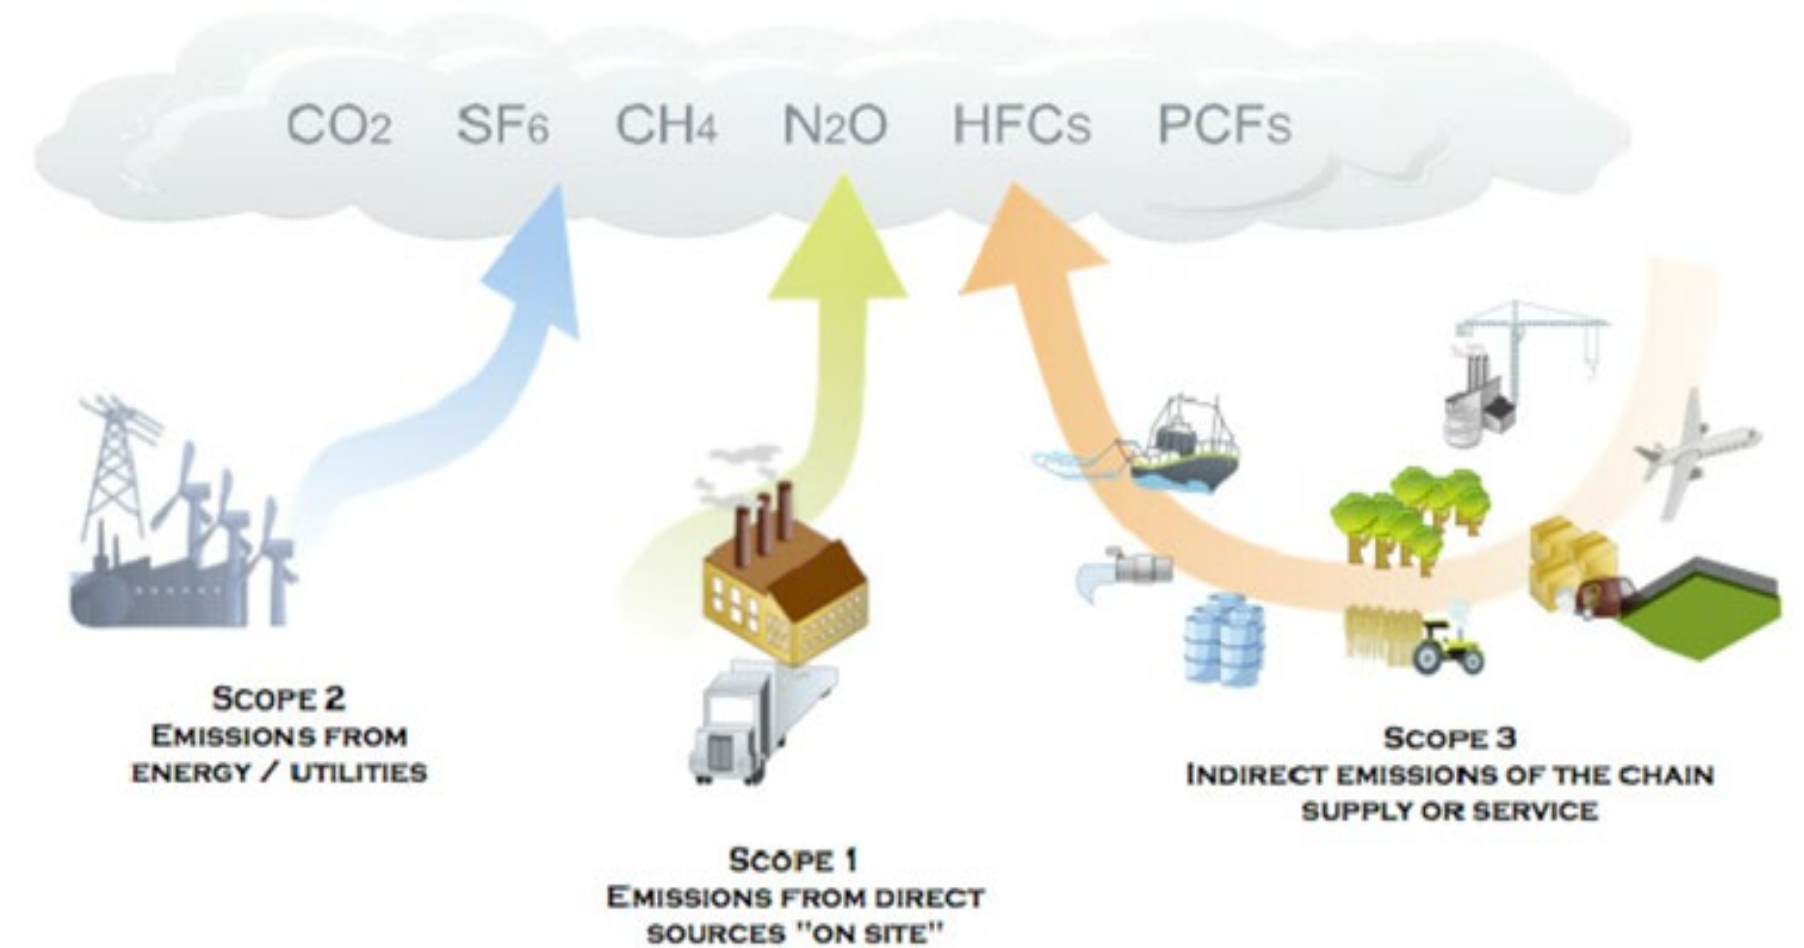 CO2 SF6 CH4 N2O HFCs PCFs
SCOPE 2
EMISSIONS FROM
ENERGY / UTILITIES
SCOPE 1
EMISSIONS FROM DIRECT
SOURCES "ON SITE"
SCOPE 3
INDIRECT EMISSIONS OF THE CHAIN
SUPPLY OR SERVICE